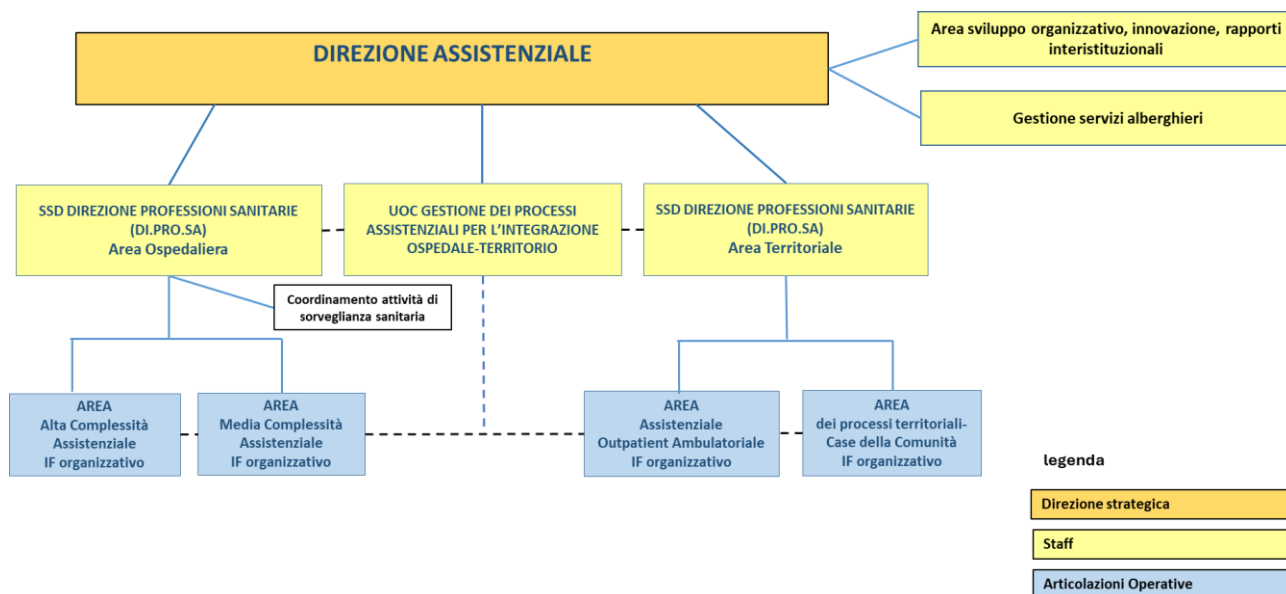 DIREZIONE ASSISTENZIALE
Area sviluppo organizzativo, innovazione, rapporti
interistituzionali
Gestione servizi alberghieri
SSD DIREZIONE PROFESSIONI SANITARIE
(DI.PRO.SA)
Area Ospedaliera
UOC GESTIONE DEI PROCESSI
ASSISTENZIALI PER L'INTEGRAZIONE
OSPEDALE-TERRITORIO
SSD DIREZIONE PROFESSIONI SANITARIE
(DI.PRO.SA)
Area Territoriale
Coordinamento attività di
sorveglianza sanitaria
AREA
Alta Complessità
Assistenziale
IF organizzativo
AREA
Media Complessità
Assistenziale
IF organizzativo
AREA
Assistenziale
Outpatient Ambulatoriale
IF organizzativo
AREA
dei processi territoriali-
Case della Comunità
IF organizzativo
legenda
Direzione strategica
Staff
Articolazioni Operative